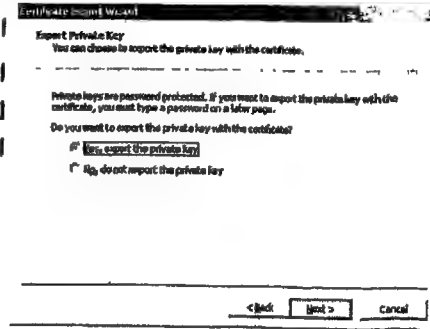 Certificate Export Wizard
Export Private Key
You can choose to export the private key with the certificate.
Private keys are password protected. If you want to export the private key with the
certificate, you must type a password on a later page.
Do you want to export the private key with the certificate?
Yes, export the private key
No, do not export the private key
< Back
Next >
Cancel